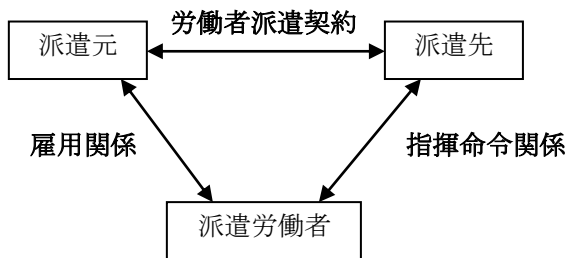 労働者派遣契約
派遣元
派遣先
雇用関係
指揮命令関係
派遣労働者